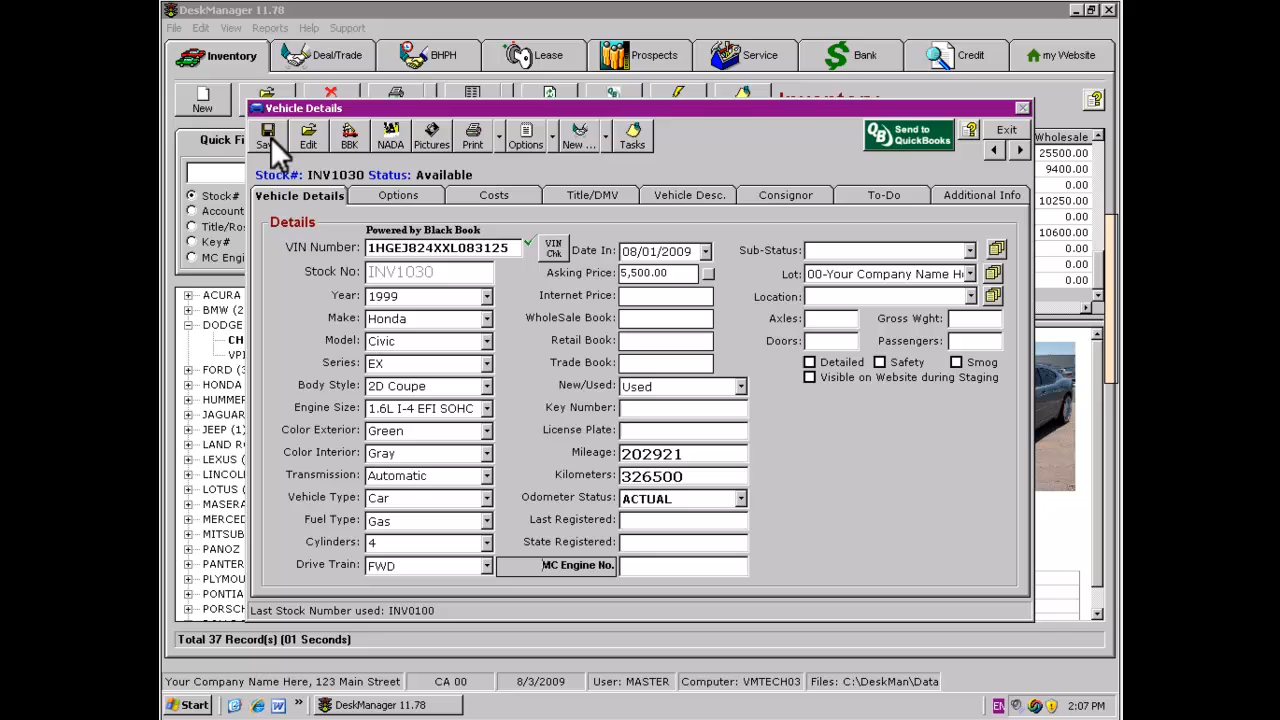 DeskManager 11.78
File Edit View Reports Help Support
Inventory Deal/Trade BHPH Lease Prospects Service Bank Credit my Website
New
Vehicle Details
Edit BBK NADA Pictures Print Options New ... Tasks
Send to QuickBooks
QB
Exit
Stock#: INV1030 Status: Available
Vehicle Details Options Costs Title/DMV Vehicle Desc. Consignor To-Do Additional Info
Details
Powered by Black Book
VIN Number: 1HGEJ824XXL083125
VIN Chk
Stock No: INV1030
Year: 1999
Make: Honda
Model: Civic
Series: EX
Body Style: 2D Coupe
Engine Size: 1.6L I-4 EFI SOHC
Color Exterior: Green
Color Interior: Gray
Transmission: Automatic
Vehicle Type: Car
Fuel Type: Gas
Cylinders: 4
Drive Train: FWD
Date In: 08/01/2009
Asking Price: 5,500.00
Internet Price:
WholeSale Book:
Retail Book:
Trade Book:
New/Used: Used
Key Number:
License Plate:
Mileage: 202921
Kilometers: 326500
Odometer Status: ACTUAL
Last Registered:
State Registered:
MC Engine No.
Sub-Status:
Lot: 00-Your Company Name H
Location:
Axles: Gross Wght:
Doors: Passengers:
Detailed Safety Smog
Visible on Website during Staging
Last Stock Number used: INV0100
Quick Fi
Stock#
Account
Title/Ros
Key#
MC Engi
ACURA
BMW (2
DODGE
CH
VPI
FORD (3
HONDA
HUMMER
JAGUAR
JEEP (1)
LAND R
LEXUS (
LINCOL
LOTUS (
MASERA
MERCED
MITSUB
PANOZ
PANTER
PLYMOU
PONTIA
PORSCH
Wholesale
25500.00
9400.00
0.00
10250.00
0.00
10600.00
0.00
0.00
0.00
Total 37 Record(s) (01 Seconds)
Your Company Name Here, 123 Main Street CA 00 8/3/2009 User: MASTER Computer: VMTECH03 Files: C:\DeskMan\Data
Start DeskManager 11.78 EN 2:07 PM